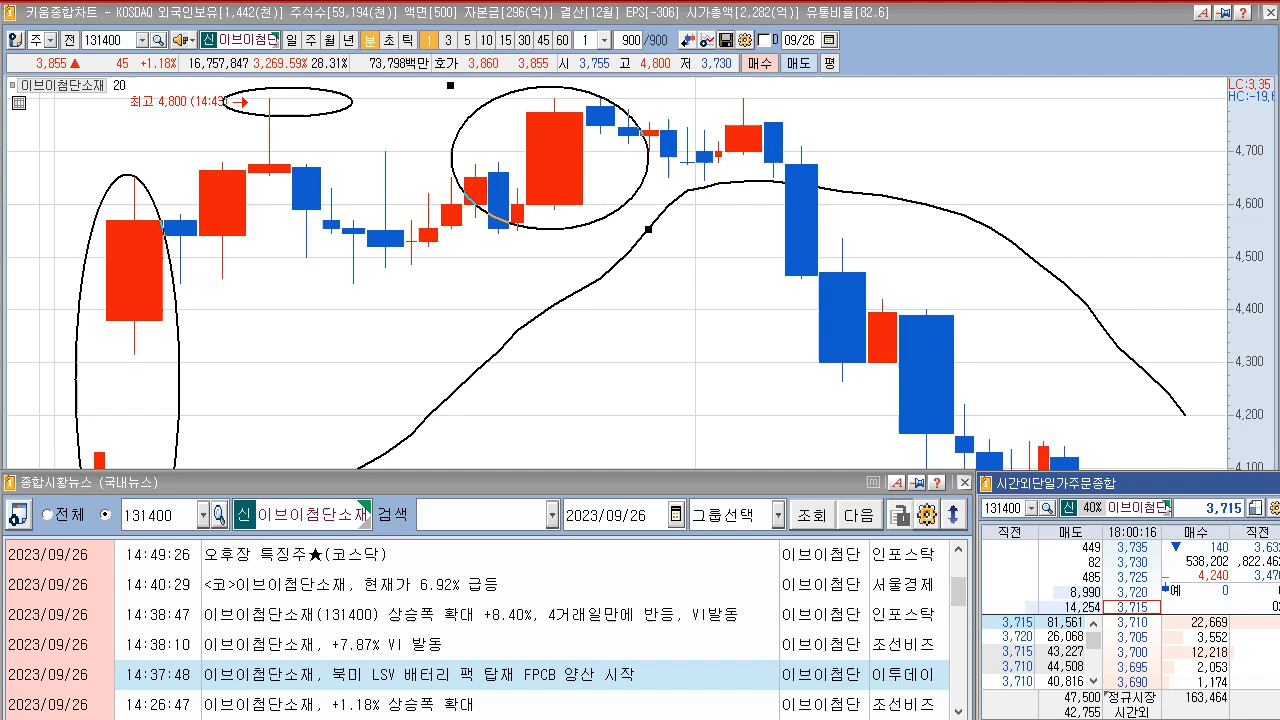 키움종합차트 - KOSDAQ 외국인보유[1,442(천)] 주식수[59,194(천)] 액면[500] 자본금[296(억)] 결산[12월] EPS[-306] 시가총액[2,282(억)] 유통비율[82.6]
주 전 131400 신 이브이첨단 일 주 월 년 분 초 틱 1 3 5 10 15 30 45 60 1 900 /900 D 09/26
3,855 ▲ 45 +1.18% 16,757,847 3,269.59% 28.31% 73,798백만 호가 3,860 3,855 시 3,755 고 4,800 저 3,730 매수 매도 평
이브이첨단소재 20
LC:3,35
HC:-19,6
최고 4,800 (14:43
4,700
4,600
4,500
4,400
4,300
4,200
4,100
종합시황뉴스 (국내뉴스)
전체 131400 신 이브이첨단소재 검색 2023/09/26 그룹선택 조회 다음
2023/09/26 14:49:26 오후장 특징주★(코스닥) 이브이첨단 인포스탁
2023/09/26 14:40:29 <코>이브이첨단소재, 현재가 6.92% 급등 이브이첨단 서울경제
2023/09/26 14:38:47 이브이첨단소재(131400) 상승폭 확대 +8.40%, 4거래일만에 반등, VI발동 이브이첨단 인포스탁
2023/09/26 14:38:10 이브이첨단소재, +7.87% VI 발동 이브이첨단 조선비즈
2023/09/26 14:37:48 이브이첨단소재, 북미 LSV 배터리 팩 탑재 FPCB 양산 시작 이브이첨단 이투데이
2023/09/26 14:26:47 이브이첨단소재, +1.18% 상승폭 확대 이브이첨단 조선비즈
시간외단일가주문종합
131400 신 40% 이브이첨단 3,715
직전 매도 18:00:16 매수 직전
449 3,735 ▼ 140
82 3,730 538,202 ,822.46
485 3,725 4,240 3,47
8,990 3,720 예 0
14,254 3,715
3,715 81,561 3,710 22,669
3,720 26,068 3,705 3,552
3,715 43,227 3,700 12,218
3,710 44,508 3,695 2,053
3,710 40,816 3,690 1,174
47,500 정규시장 163,464
42,755 시간외